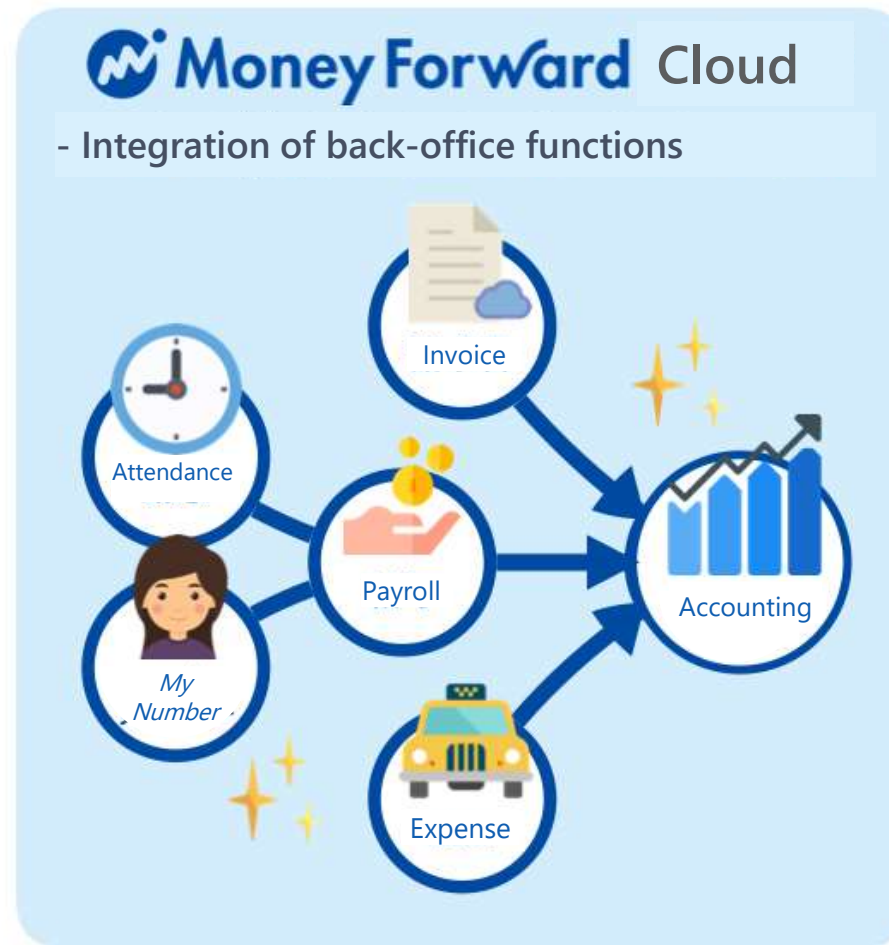 Money Forward Cloud
- Integration of back-office functions
Invoice
Attendance
Payroll
Accounting
My
Number
Expense